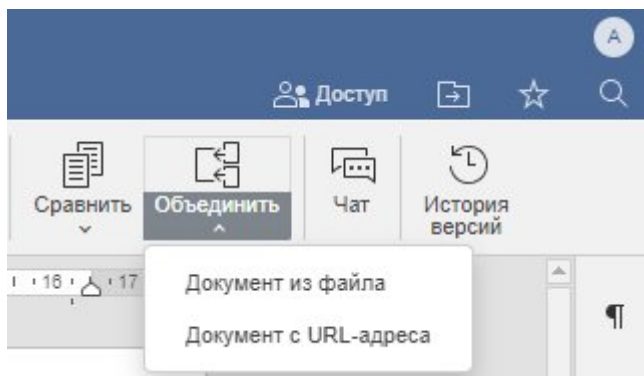 А
Доступ
Сравнить
Объединить
Чат
История
версий
16
17
Документ из файла
Документ с URL-адреса
¶